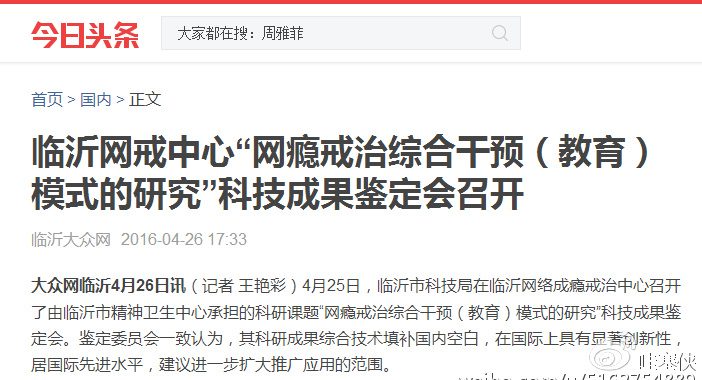 今日头条
大家都在搜：周雅菲
首页 > 国内 > 正文
临沂网戒中心“网瘾戒治综合干预（教育）
模式的研究”科技成果鉴定会召开
临沂大众网 2016-04-26 17:33
大众网临沂4月26日讯（记者 王艳彩）4月25日，临沂市科技局在临沂网络成瘾戒治中心召开
了由临沂市精神卫生中心承担的科研课题“网瘾戒治综合干预（教育）模式的研究”科技成果鉴
定会。鉴定委员会一致认为，其科研成果综合技术填补国内空白，在国际上具有显著创新性，
居国际先进水平，建议进一步扩大推广应用的范围。